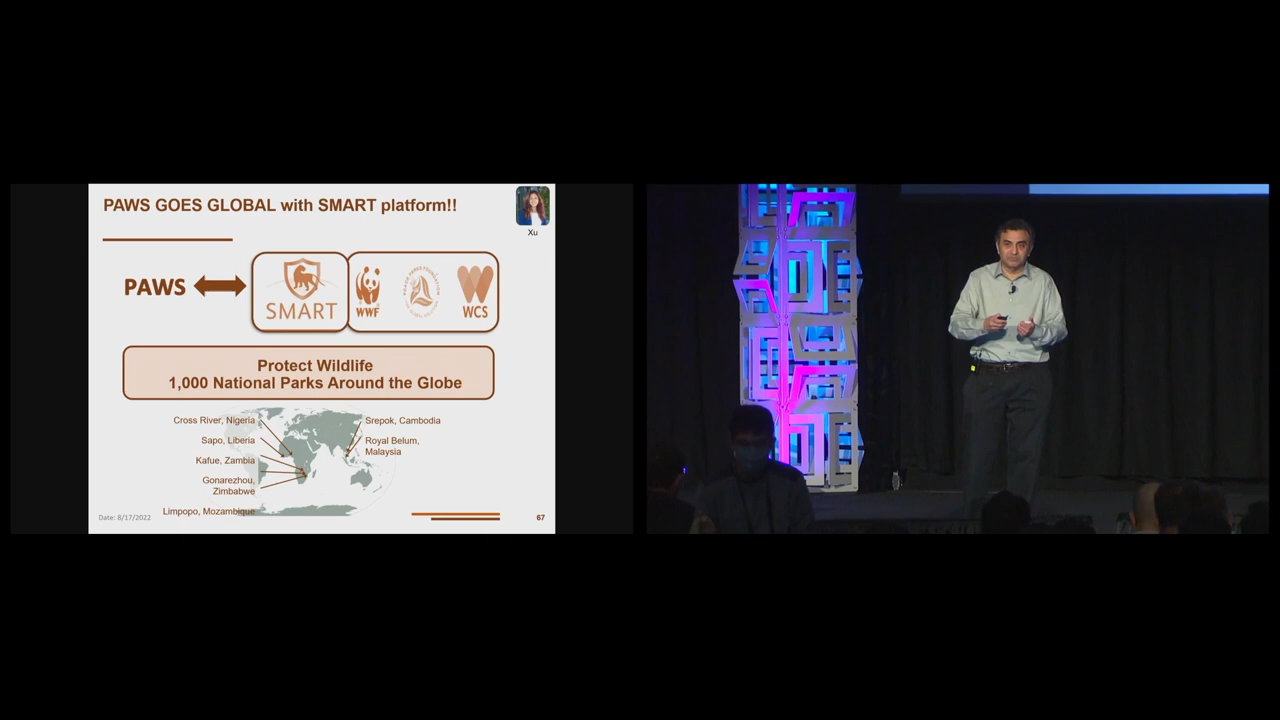 PAWS GOES GLOBAL with SMART platform!!
Xu
PAWS
SMART
WWF
WCS
Protect Wildlife
1,000 National Parks Around the Globe
Cross River, Nigeria
Sapo, Liberia
Kafue, Zambia
Gonarezhou,
Zimbabwe
Limpopo, Mozambique
Srepok, Cambodia
Royal Belum,
Malaysia
Date: 8/17/2022
67